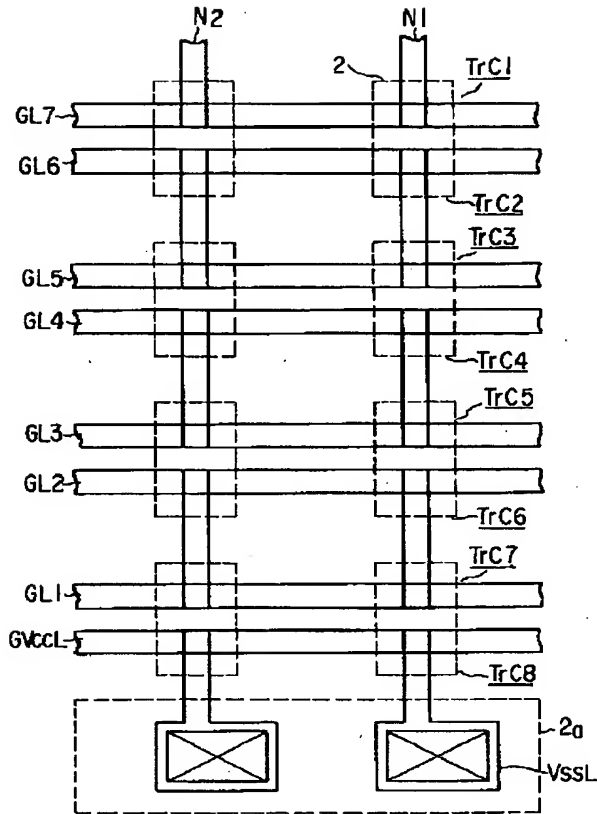 N2
N1
2
TrC1
GL7
GL6
TrC2
TrC3
GL5
GL4
TrC4
TrC5
GL3
GL2
TrC6
TrC7
GL1
GVccL
TrC8
2a
VssL